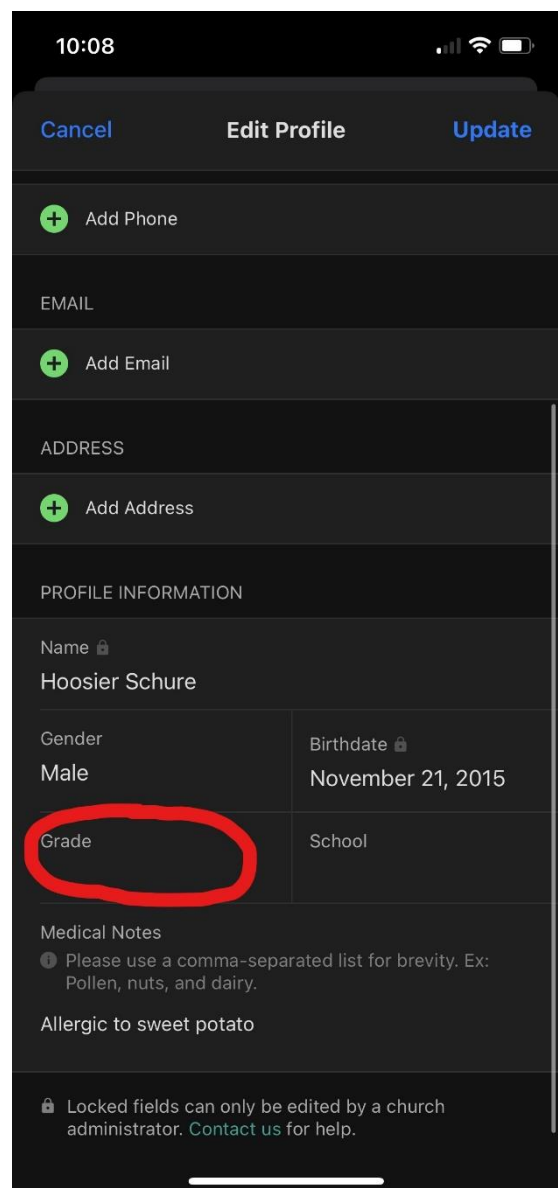 10:08
Cancel Edit Profile Update
Add Phone
EMAIL
Add Email
ADDRESS
Add Address
PROFILE INFORMATION
Name
Hoosier Schure
Gender
Male
Birthdate
November 21, 2015
Grade
School
Medical Notes
Please use a comma-separated list for brevity. Ex:
Pollen, nuts, and dairy.
Allergic to sweet potato
Locked fields can only be edited by a church
administrator. Contact us for help.